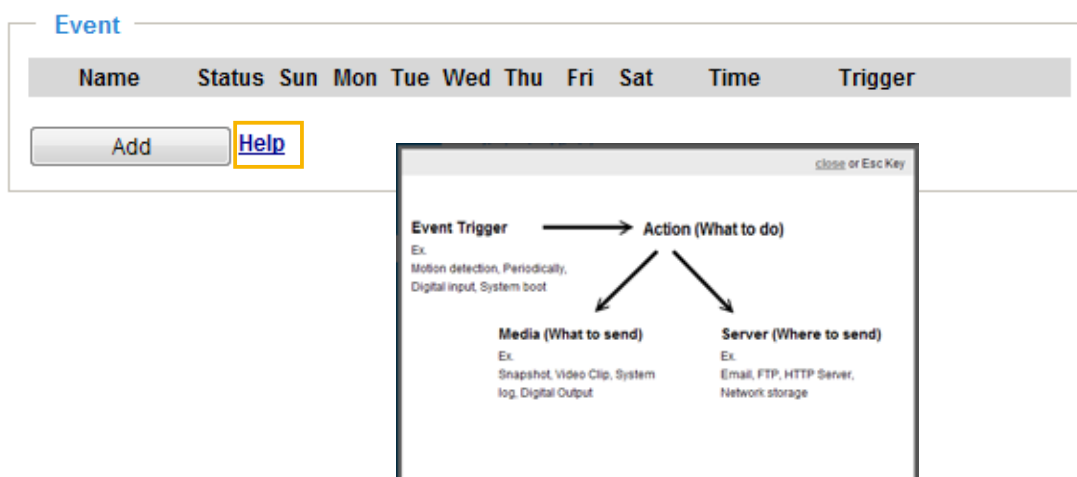 Event
Name Status Sun Mon Tue Wed Thu Fri Sat Time Trigger
Add Help
close or Esc Key
Event Trigger Action (What to do)
Ex.
Motion detection, Periodically,
Digital input, System boot
Media (What to send) Server (Where to send)
Ex. Ex.
Snapshot, Video Clip, System Email, FTP, HTTP Server,
log, Digital Output Network storage